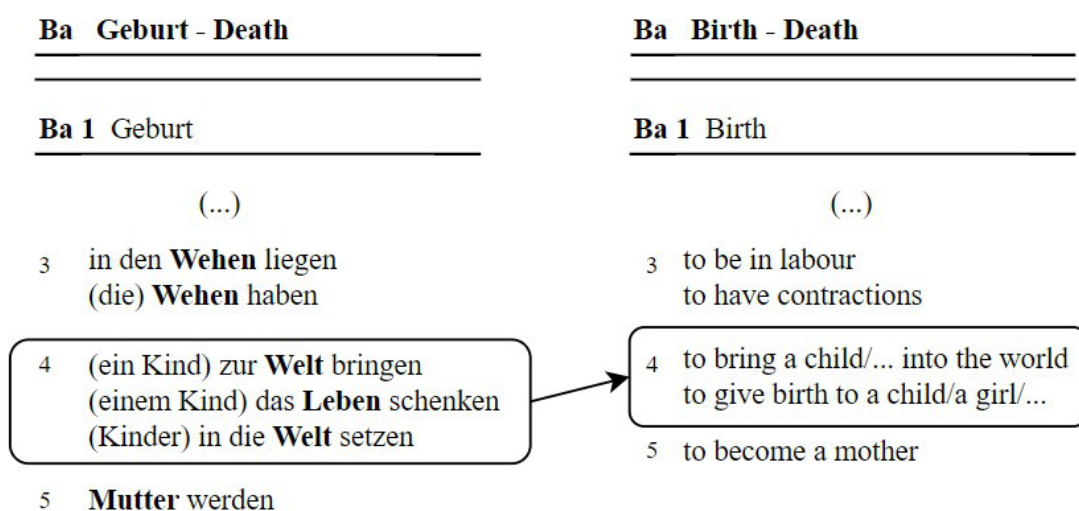 Ba Geburt - Death
Ba 1 Geburt
(...)
3 in den Wehen liegen
(die) Wehen haben
4 (ein Kind) zur Welt bringen
(einem Kind) das Leben schenken
(Kinder) in die Welt setzen
5 Mutter werden
Ba Birth - Death
Ba 1 Birth
(...)
3 to be in labour
to have contractions
4 to bring a child/... into the world
to give birth to a child/a girl/...
5 to become a mother